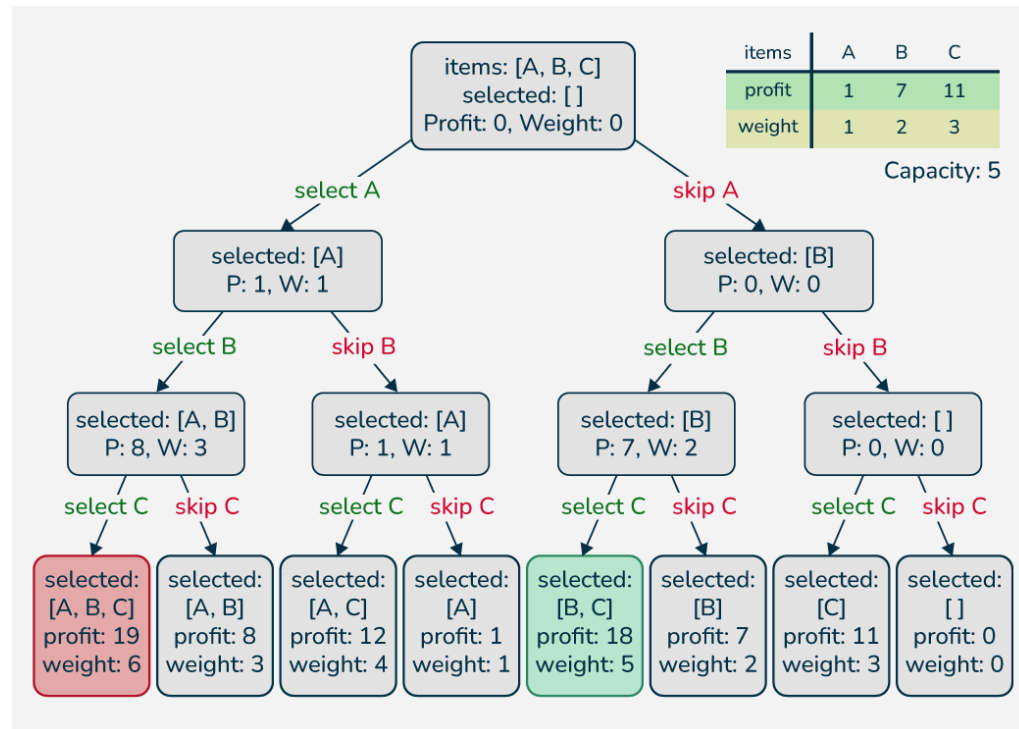 items: [A, B, C]
selected: [ ]
Profit: 0, Weight: 0
items A B C
profit 1 7 11
weight 1 2 3
Capacity: 5
select A
skip A
selected: [A]
P: 1, W: 1
selected: [B]
P: 0, W: 0
select B
skip B
select B
skip B
selected: [A, B]
P: 8, W: 3
selected: [A]
P: 1, W: 1
selected: [B]
P: 7, W: 2
selected: [ ]
P: 0, W: 0
select C
skip C
select C
skip C
select C
skip C
select C
skip C
selected:
[A, B, C]
profit: 19
weight: 6
selected:
[A, B]
profit: 8
weight: 3
selected:
[A, C]
profit: 12
weight: 4
selected:
[A]
profit: 1
weight: 1
selected:
[B, C]
profit: 18
weight: 5
selected:
[B]
profit: 7
weight: 2
selected:
[C]
profit: 11
weight: 3
selected:
[ ]
profit: 0
weight: 0